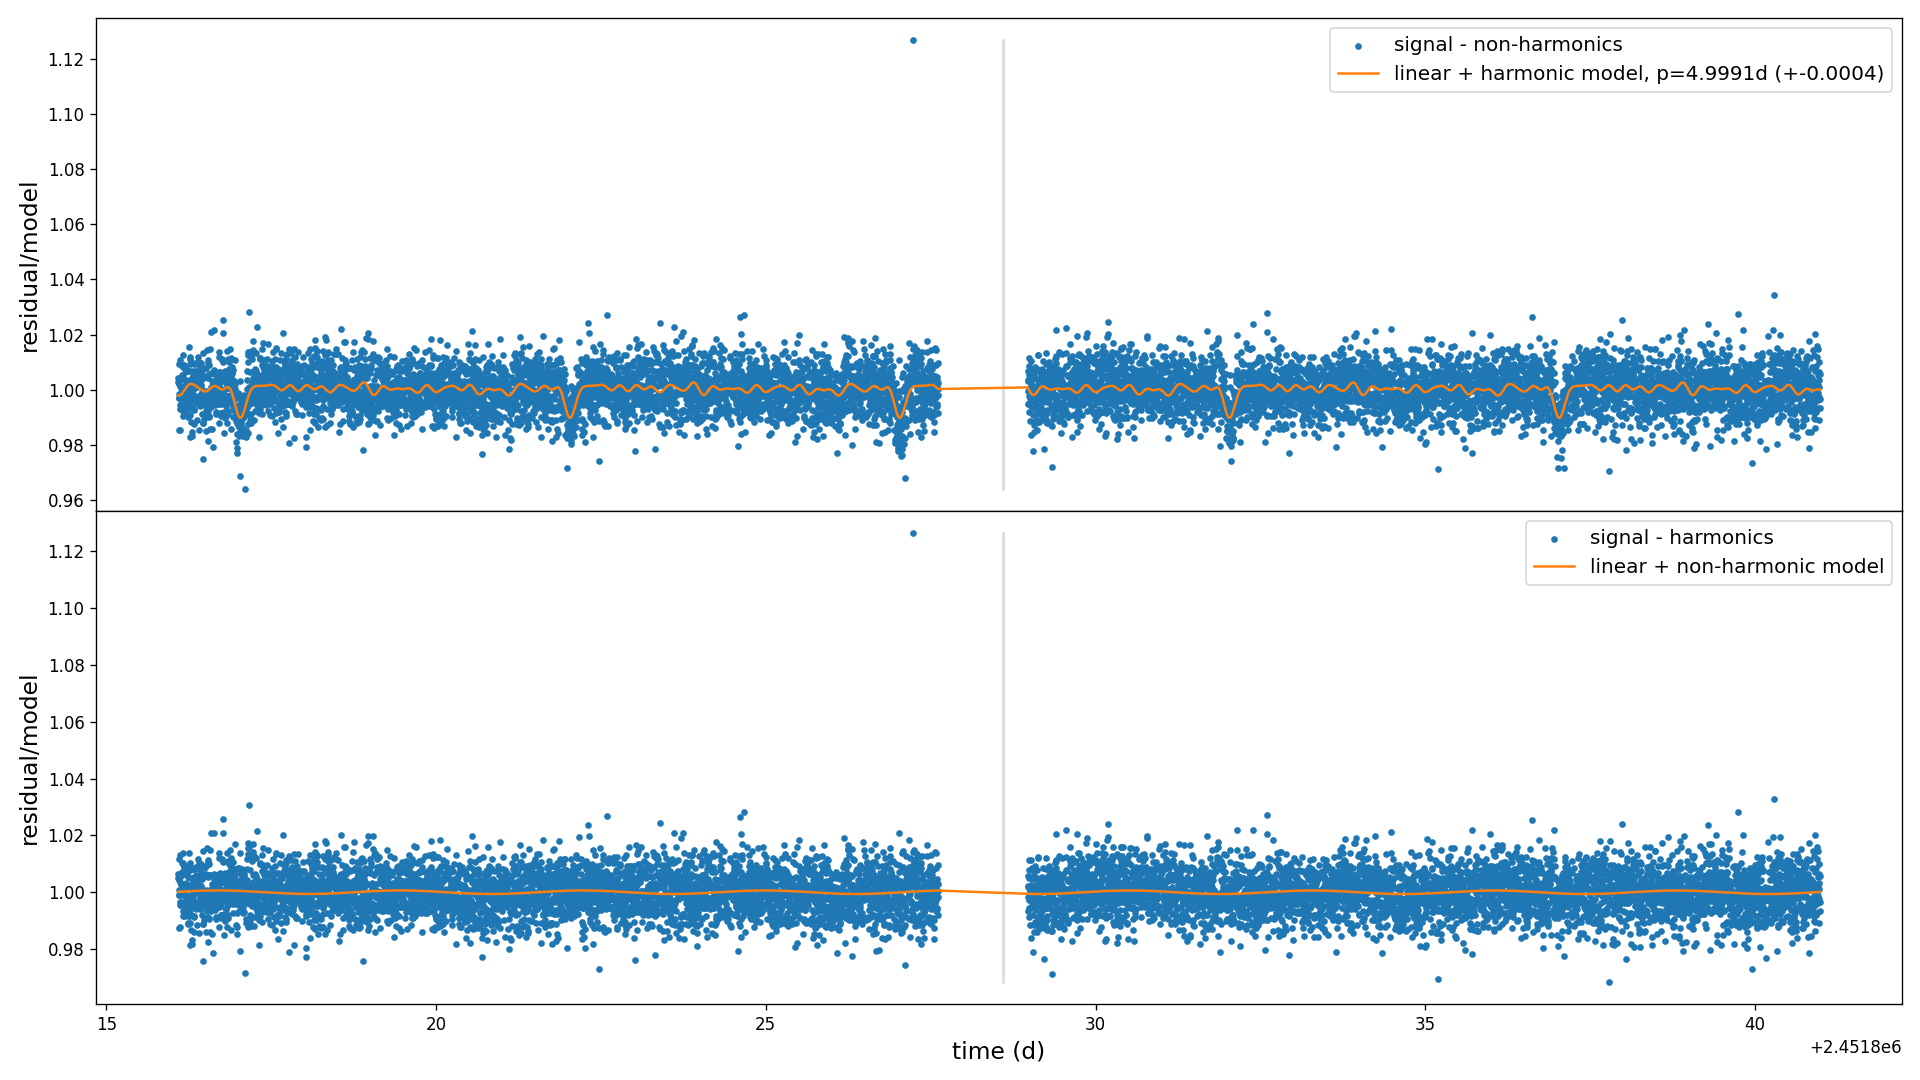 signal - non-harmonics
linear + harmonic model, p=4.9991d (+-0.0004)
residual/model
1.12
1.10
1.08
1.06
1.04
1.02
1.00
0.98
0.96
signal - harmonics
linear + non-harmonic model
residual/model
1.12
1.10
1.08
1.06
1.04
1.02
1.00
0.98
15 20 25 30 35 40
+2.4518e6
time (d)